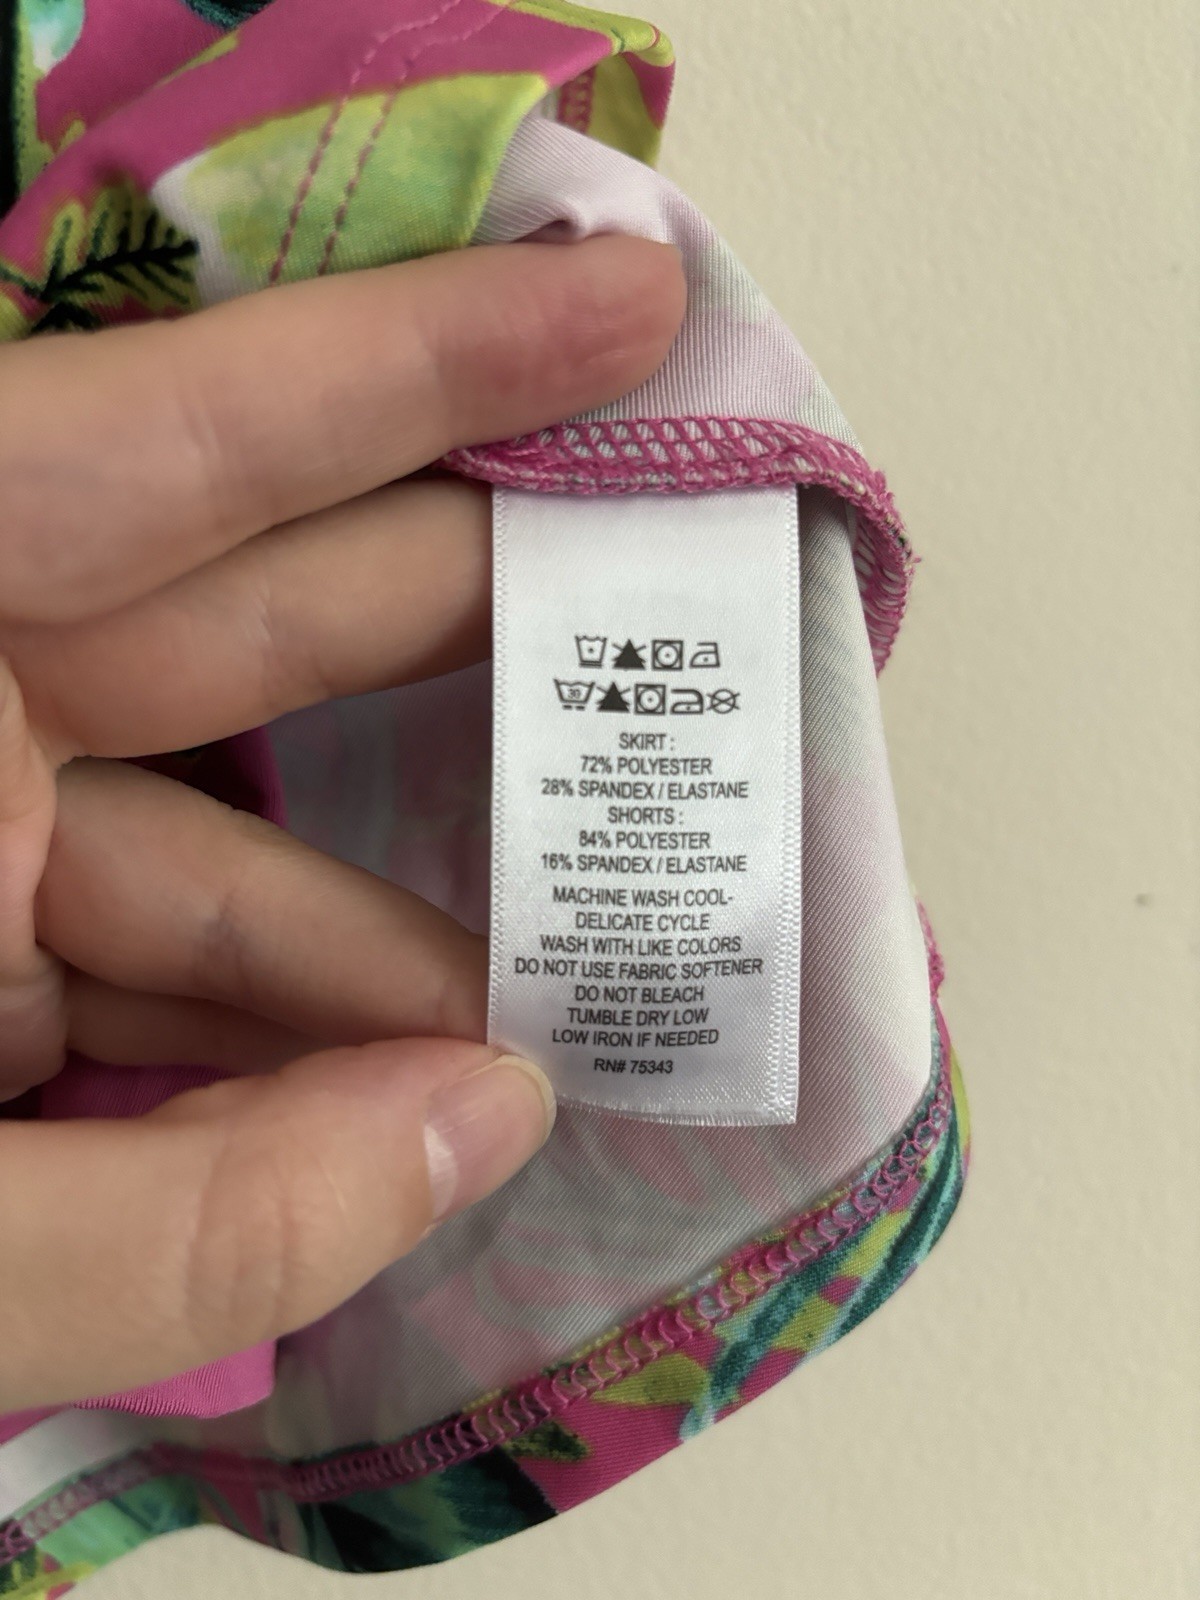 30
SKIRT :
72% POLYESTER
28% SPANDEX / ELASTANE
SHORTS :
84% POLYESTER
16% SPANDEX / ELASTANE
MACHINE WASH COOL-
DELICATE CYCLE
WASH WITH LIKE COLORS
DO NOT USE FABRIC SOFTENER
DO NOT BLEACH
TUMBLE DRY LOW
LOW IRON IF NEEDED
RN# 75343